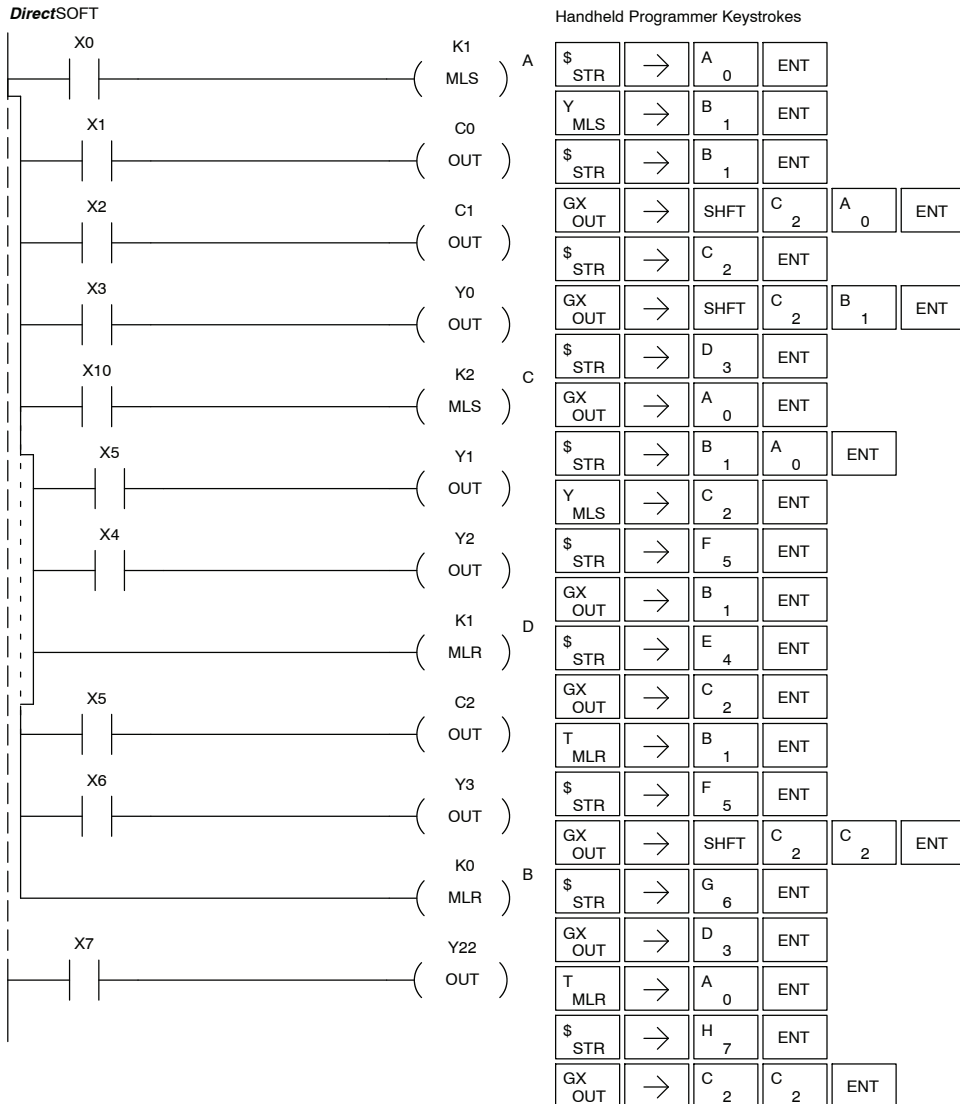 DirectSOFT
X0
K1
MLS
A
X1
C0
OUT
X2
C1
OUT
X3
Y0
OUT
X10
K2
MLS
C
X5
Y1
OUT
X4
Y2
OUT
K1
MLR
D
X5
C2
OUT
X6
Y3
OUT
K0
MLR
B
X7
Y22
OUT
Handheld Programmer Keystrokes
$ STR → A 0 ENT
Y MLS → B 1 ENT
$ STR → B 1 ENT
GX OUT → SHFT C 2 A 0 ENT
$ STR → C 2 ENT
GX OUT → SHFT C 2 B 1 ENT
$ STR → D 3 ENT
GX OUT → A 0 ENT
$ STR → B 1 A 0 ENT
Y MLS → C 2 ENT
$ STR → F 5 ENT
GX OUT → B 1 ENT
$ STR → E 4 ENT
GX OUT → C 2 ENT
T MLR → B 1 ENT
$ STR → F 5 ENT
GX OUT → SHFT C 2 C 2 ENT
$ STR → G 6 ENT
GX OUT → D 3 ENT
T MLR → A 0 ENT
$ STR → H 7 ENT
GX OUT → C 2 C 2 ENT